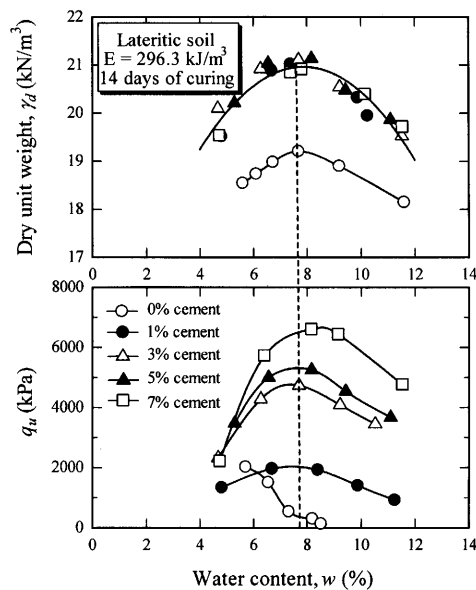 Lateritic soil
E = 296.3 kJ/m³
14 days of curing
Dry unit weight, γd (kN/m³)
22
21
20
19
18
17
0 2 4 6 8 10 12 14
0% cement
1% cement
3% cement
5% cement
7% cement
qu (kPa)
8000
6000
4000
2000
0
0 2 4 6 8 10 12 14
Water content, w (%)